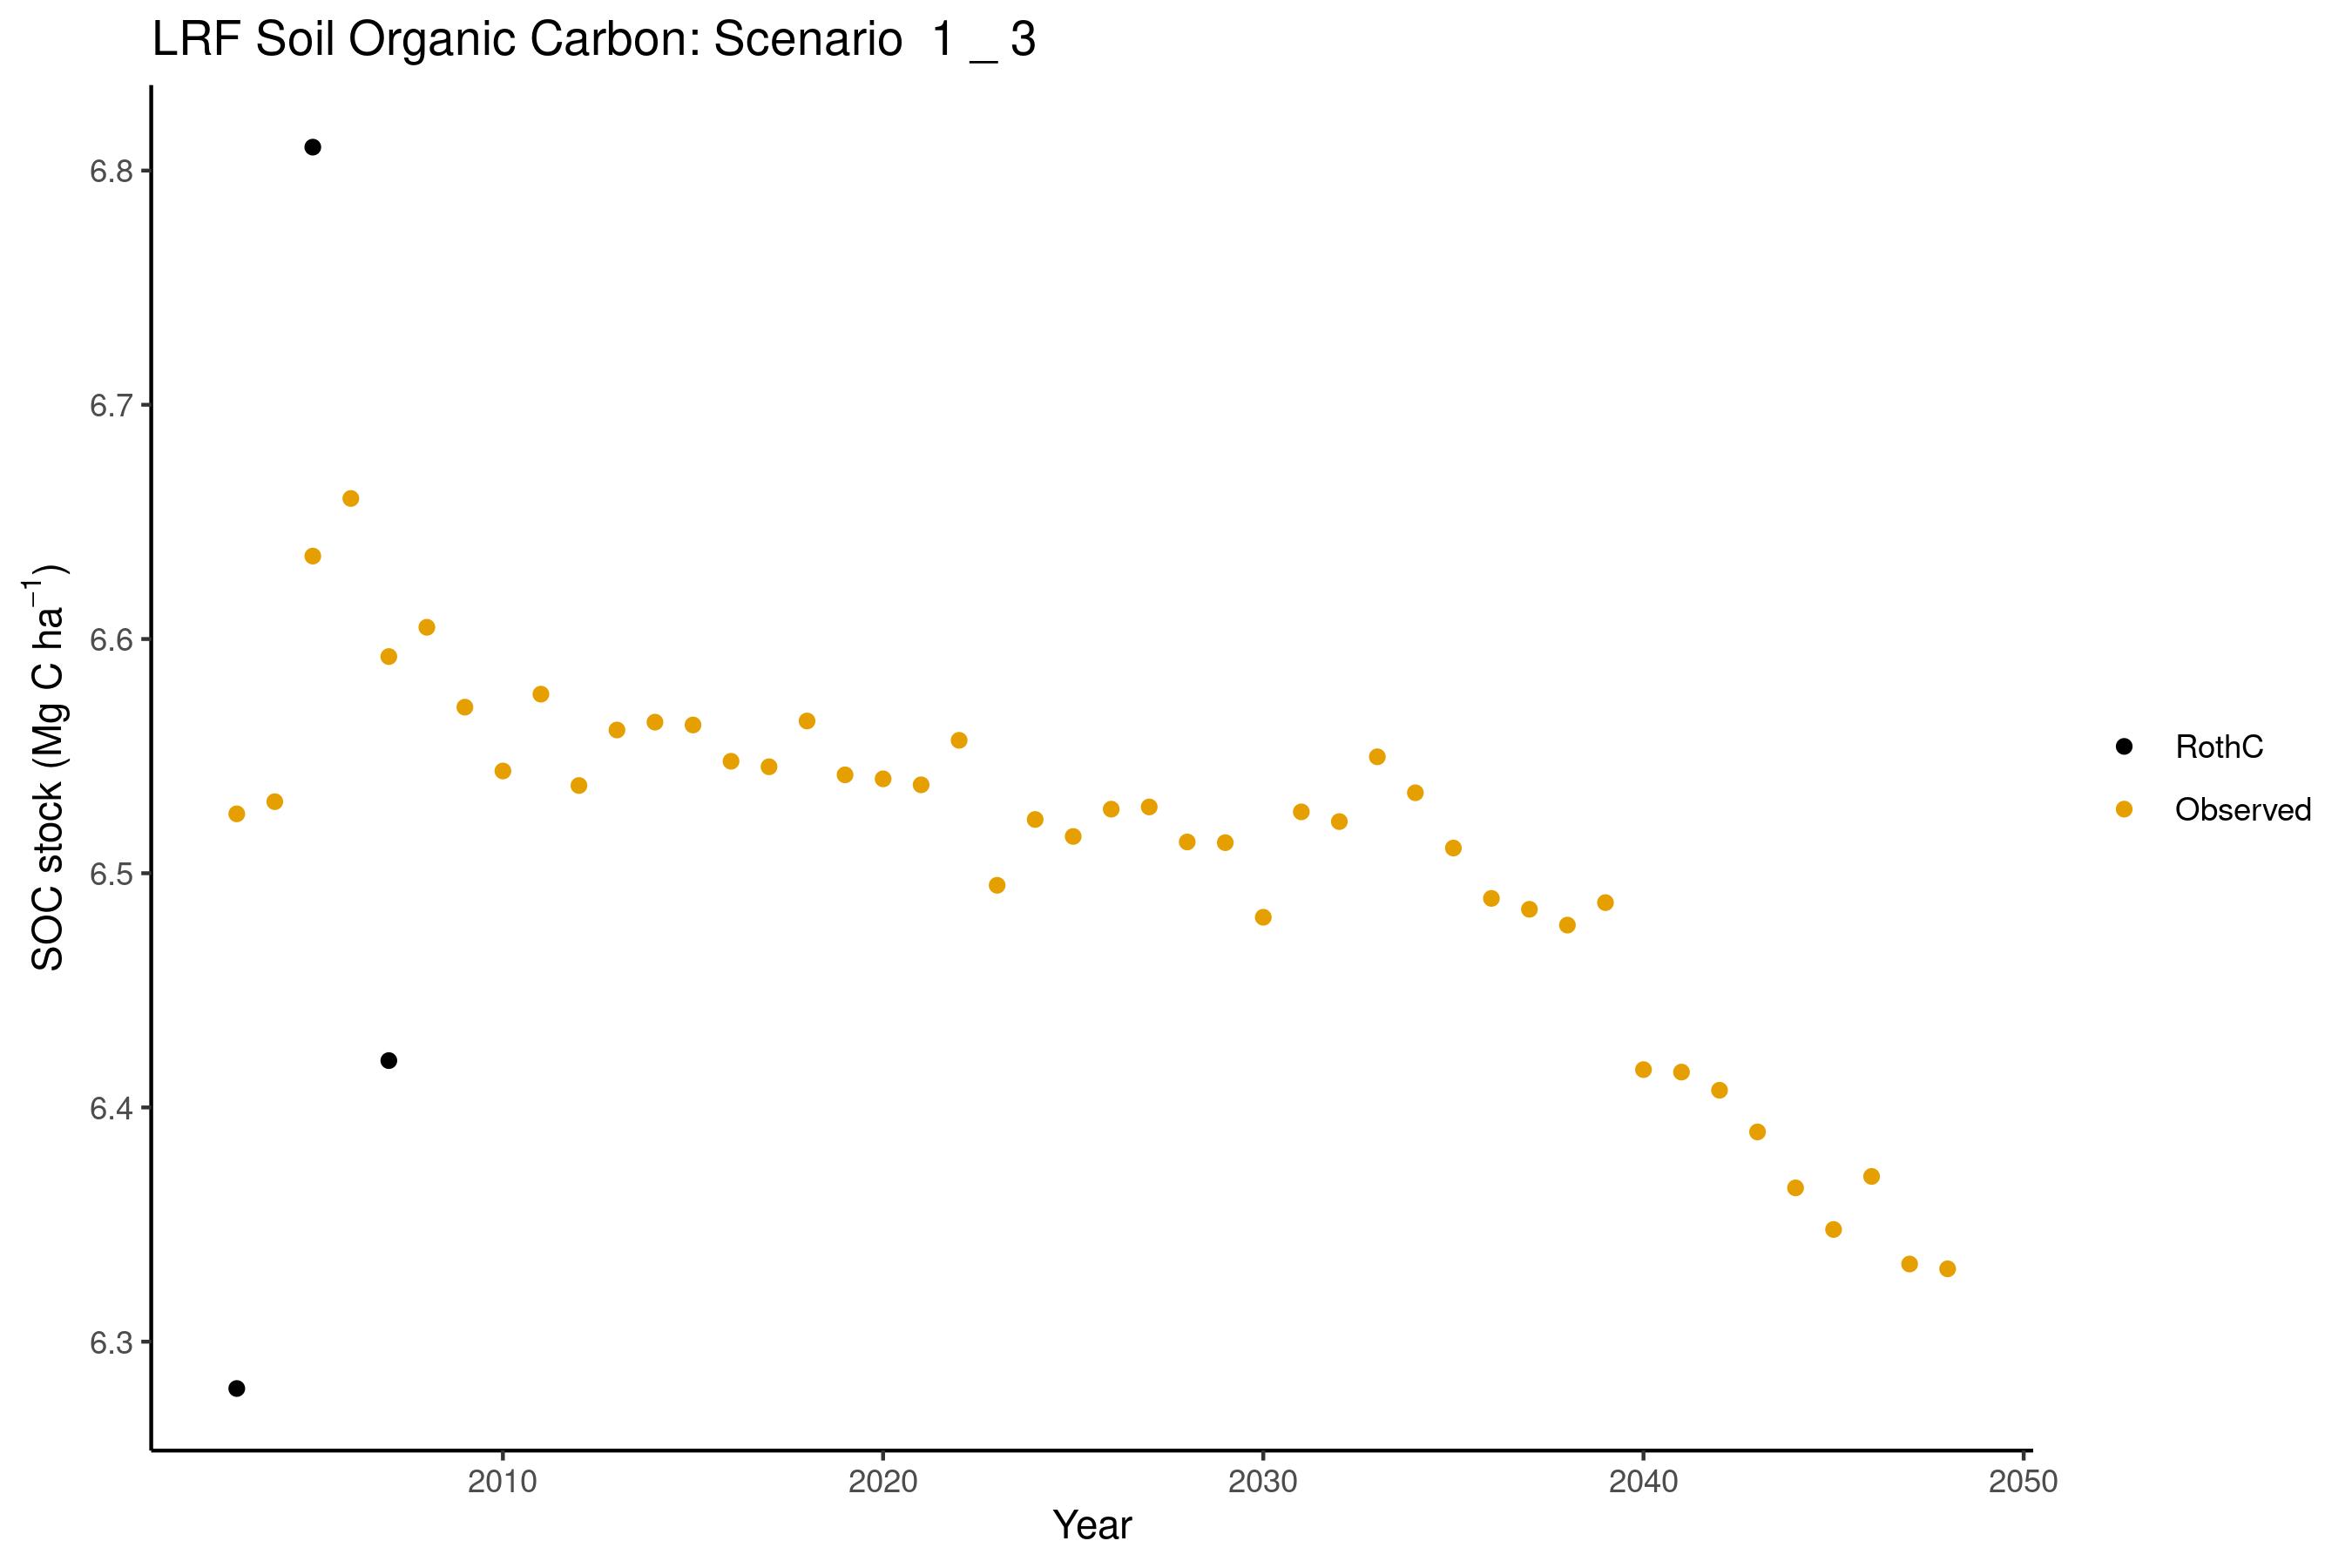 LRF Soil Organic Carbon: Scenario 1 _ 3
SOC stock (Mg C ha⁻¹)
6.8
6.7
6.6
6.5
6.4
6.3
2010
2020
2030
2040
2050
Year
RothC
Observed